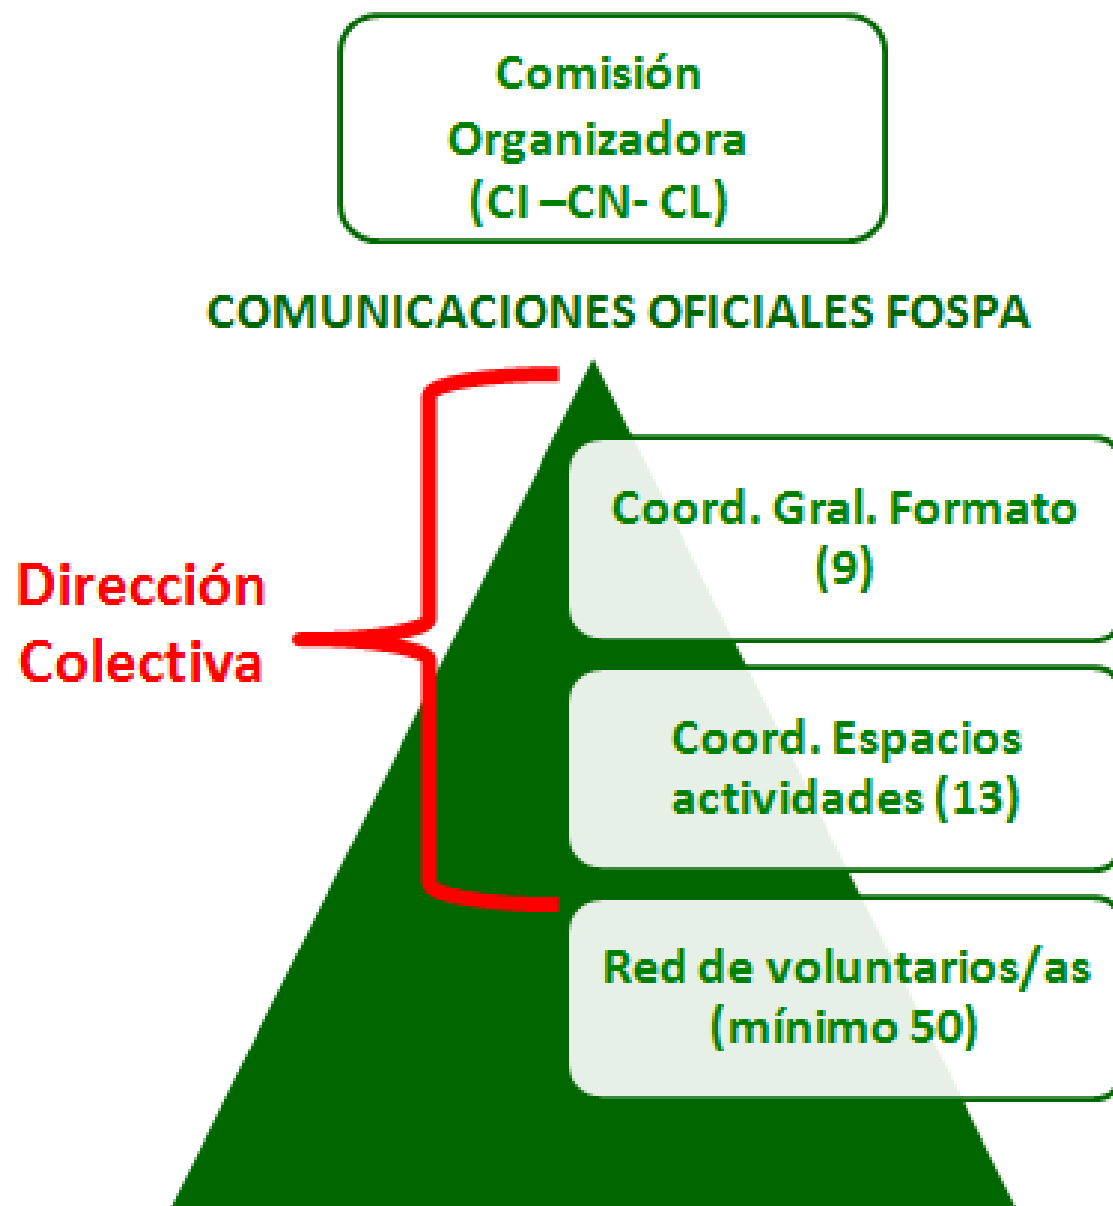 Comisión
Organizadora
(CI –CN- CL)
COMUNICACIONES OFICIALES FOSPA
Coord. Gral. Formato
(9)
Dirección
Colectiva
Coord. Espacios
actividades (13)
Red de voluntarios/as
(mínimo 50)